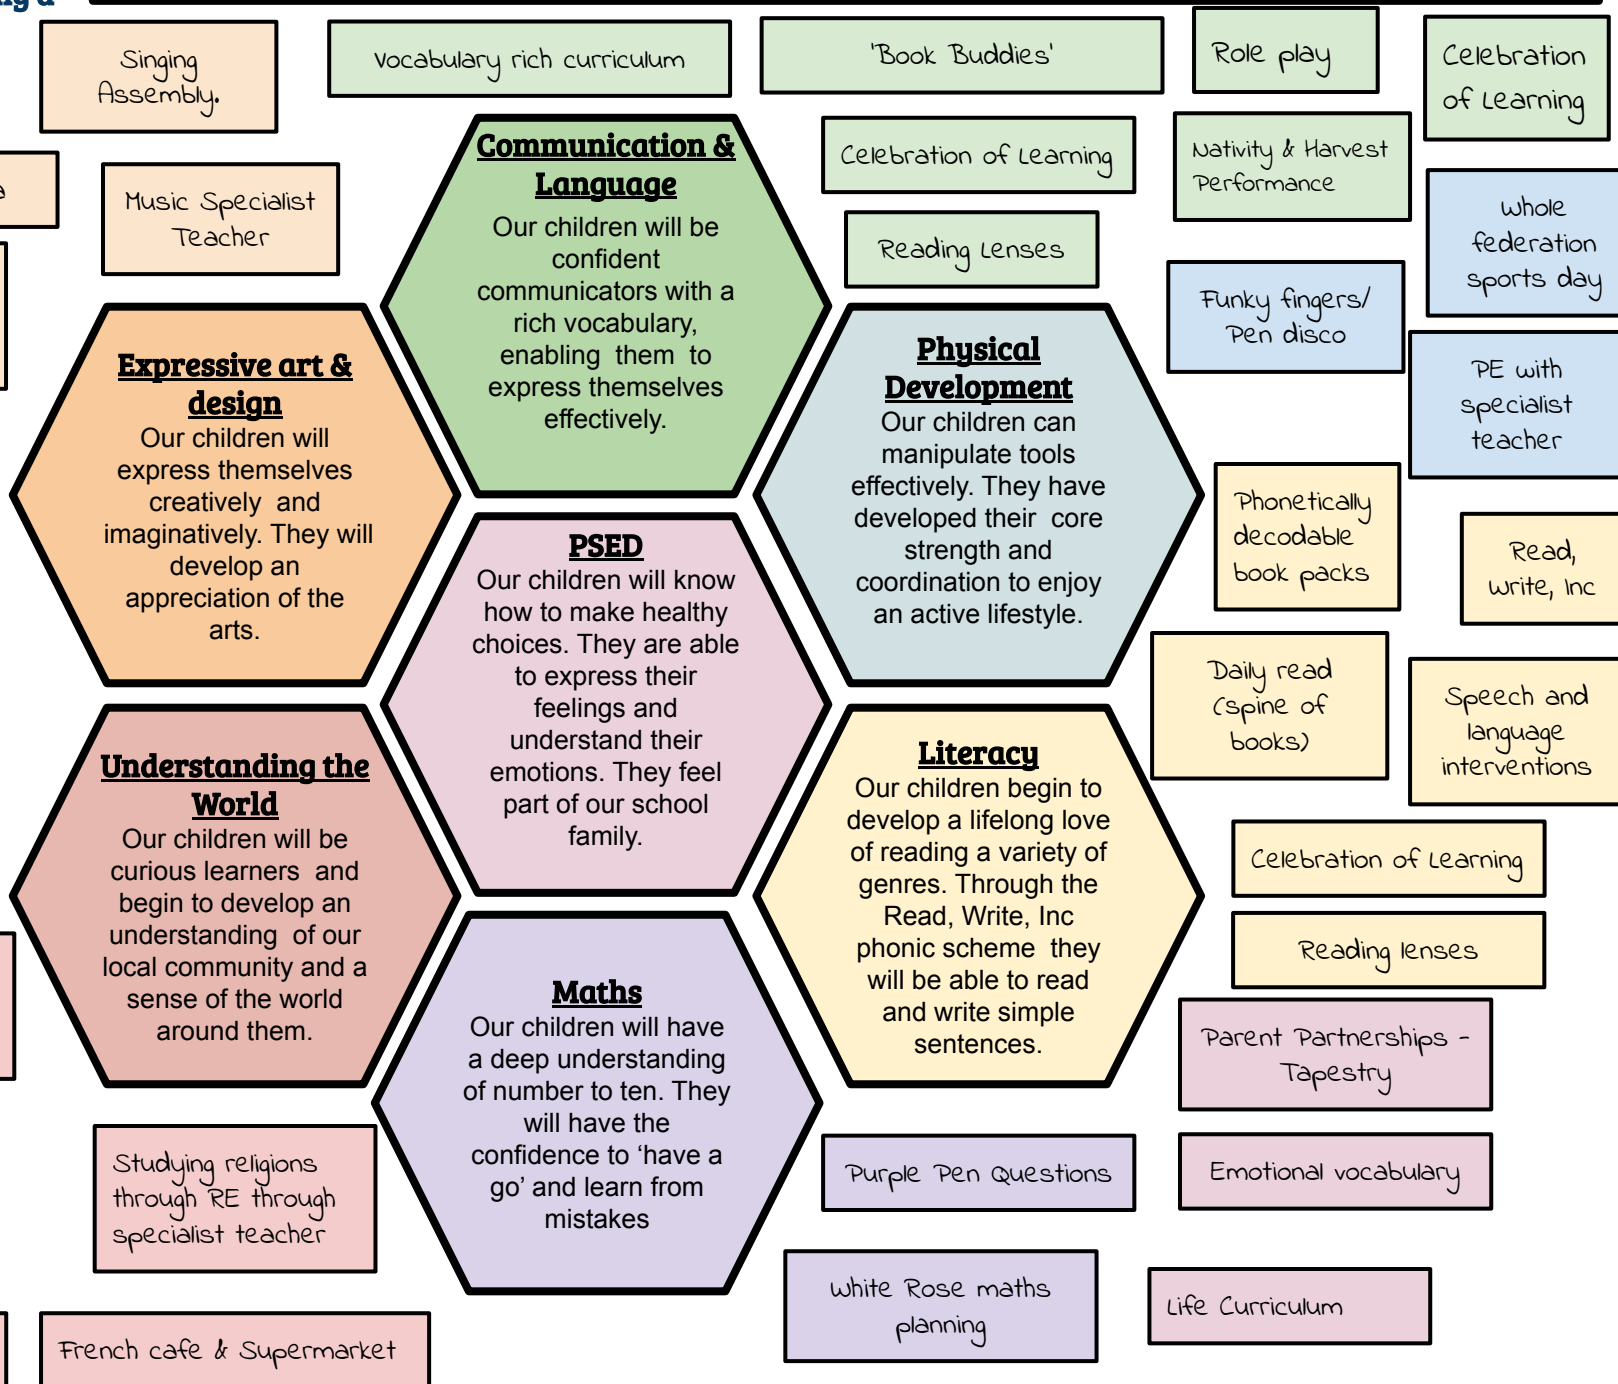 Singing
Assembly.
Vocabulary rich curriculum
'Book Buddies'
Role play
Celebration
of Learning
Music Specialist
Teacher
Communication &
Language
Our children will be
confident
communicators with a
rich vocabulary,
enabling them to
express themselves
effectively.
Celebration of Learning
Reading Lenses
Nativity & Harvest
Performance
Whole
federation
sports day
Funky fingers/
Pen disco
PE with
specialist
teacher
Expressive art &
design
Our children will
express themselves
creatively and
imaginatively. They will
develop an
appreciation of the
arts.
Physical
Development
Our children can
manipulate tools
effectively. They have
developed their core
strength and
coordination to enjoy
an active lifestyle.
Phonetically
decodable
book packs
Read,
Write, Inc
PSED
Our children will know
how to make healthy
choices. They are able
to express their
feelings and
understand their
emotions. They feel
part of our school
family.
Daily read
(spine of
books)
Speech and
language
interventions
Understanding the
World
Our children will be
curious learners and
begin to develop an
understanding of our
local community and a
sense of the world
around them.
Literacy
Our children begin to
develop a lifelong love
of reading a variety of
genres. Through the
Read, Write, Inc
phonic scheme they
will be able to read
and write simple
sentences.
Celebration of Learning
Reading lenses
Maths
Our children will have
a deep understanding
of number to ten. They
will have the
confidence to ‘have a
go’ and learn from
mistakes
Parent Partnerships -
Tapestry
Studying religions
through RE through
specialist teacher
Purple Pen Questions
Emotional vocabulary
White Rose maths
planning
Life Curriculum
French cafe & Supermarket